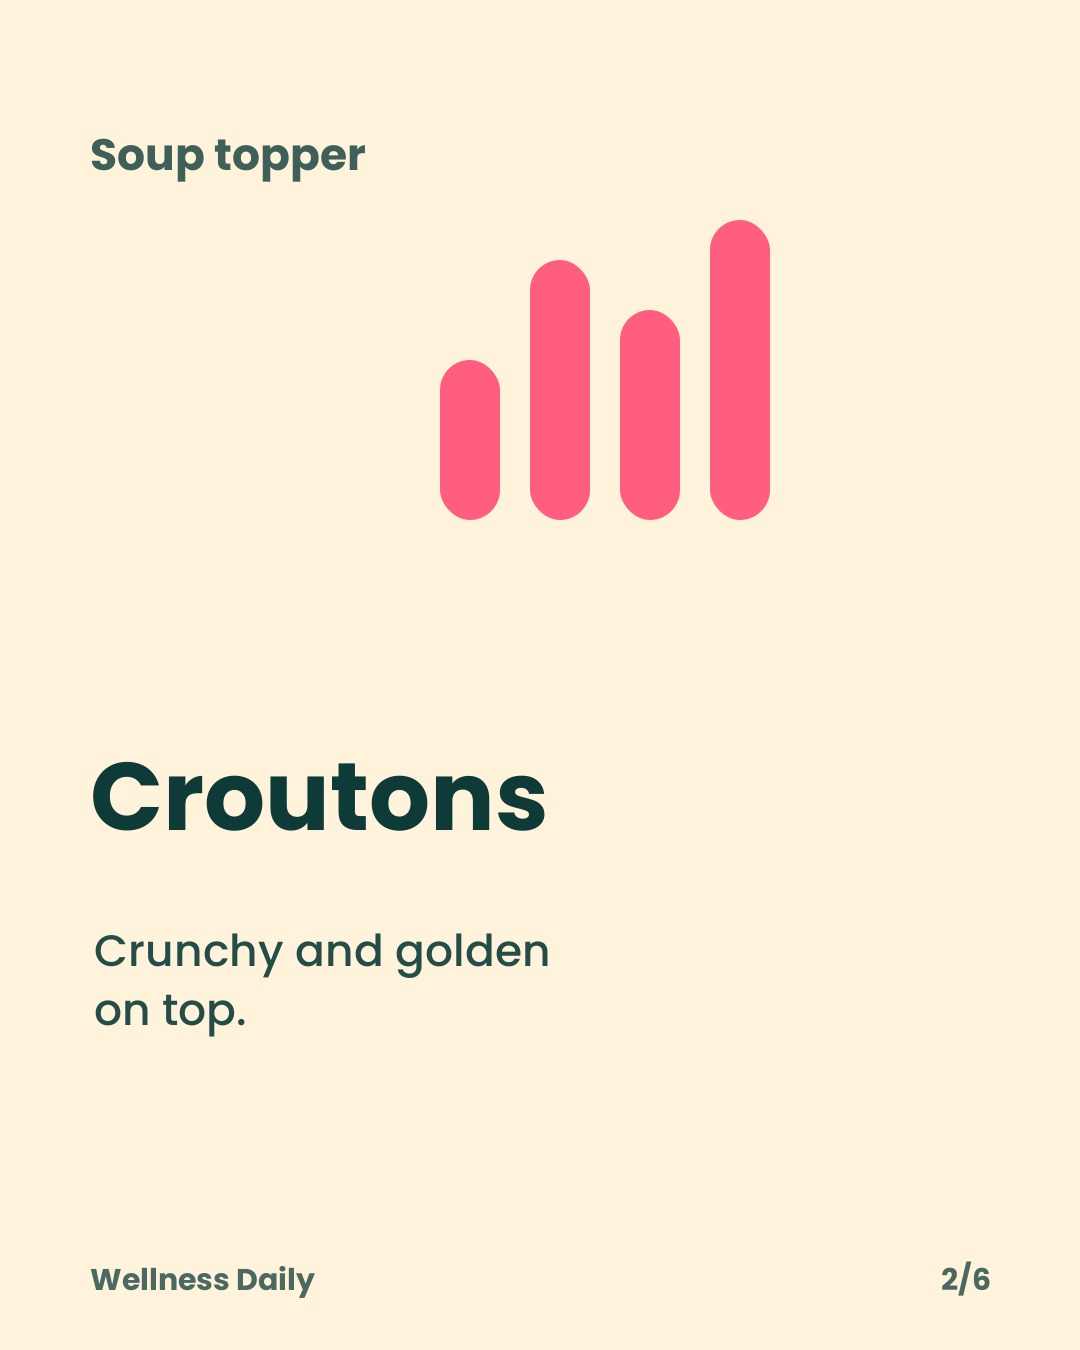 Soup topper
Croutons
Crunchy and golden
on top.
Wellness Daily
2/6